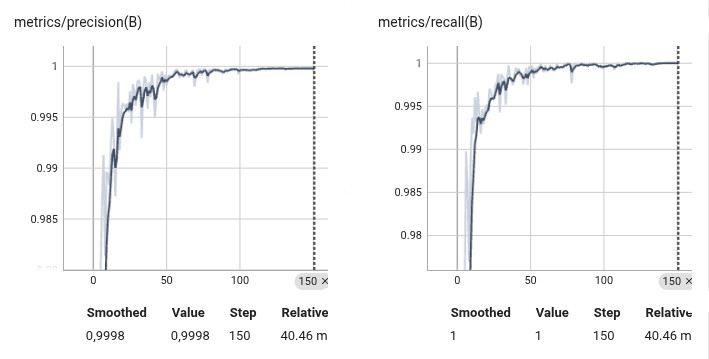 metrics/precision(B)
1
0.995
0.99
0.985
0 50 100 150 ×
Smoothed Value Step Relative
0,9998 0,9998 150 40.46 m
metrics/recall(B)
1
0.995
0.99
0.985
0.98
0 50 100 150 ×
Smoothed Value Step Relative
1 1 150 40.46 m